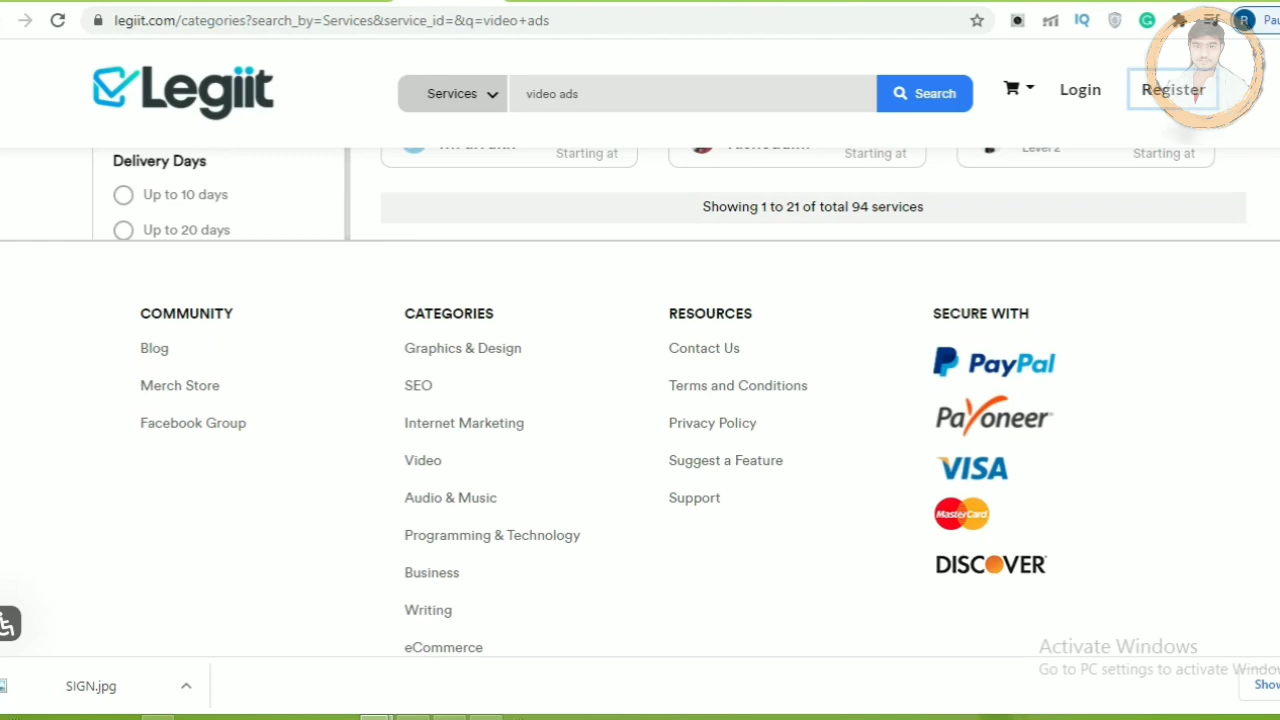 legiit.com/categories?search_by=Services&service_id=&q=video+ads
IQ
R
Legiit
Services
video ads
Search
Login
Register
Delivery Days
Up to 10 days
Up to 20 days
Starting at
Starting at
Level 2
Starting at
Showing 1 to 21 of total 94 services
COMMUNITY
Blog
Merch Store
Facebook Group
CATEGORIES
Graphics & Design
SEO
Internet Marketing
Video
Audio & Music
Programming & Technology
Business
Writing
eCommerce
RESOURCES
Contact Us
Terms and Conditions
Privacy Policy
Suggest a Feature
Support
SECURE WITH
PayPal
Payoneer
VISA
MasterCard
DISCOVER
Activate Windows
Go to PC settings to activate Windows
SIGN.jpg